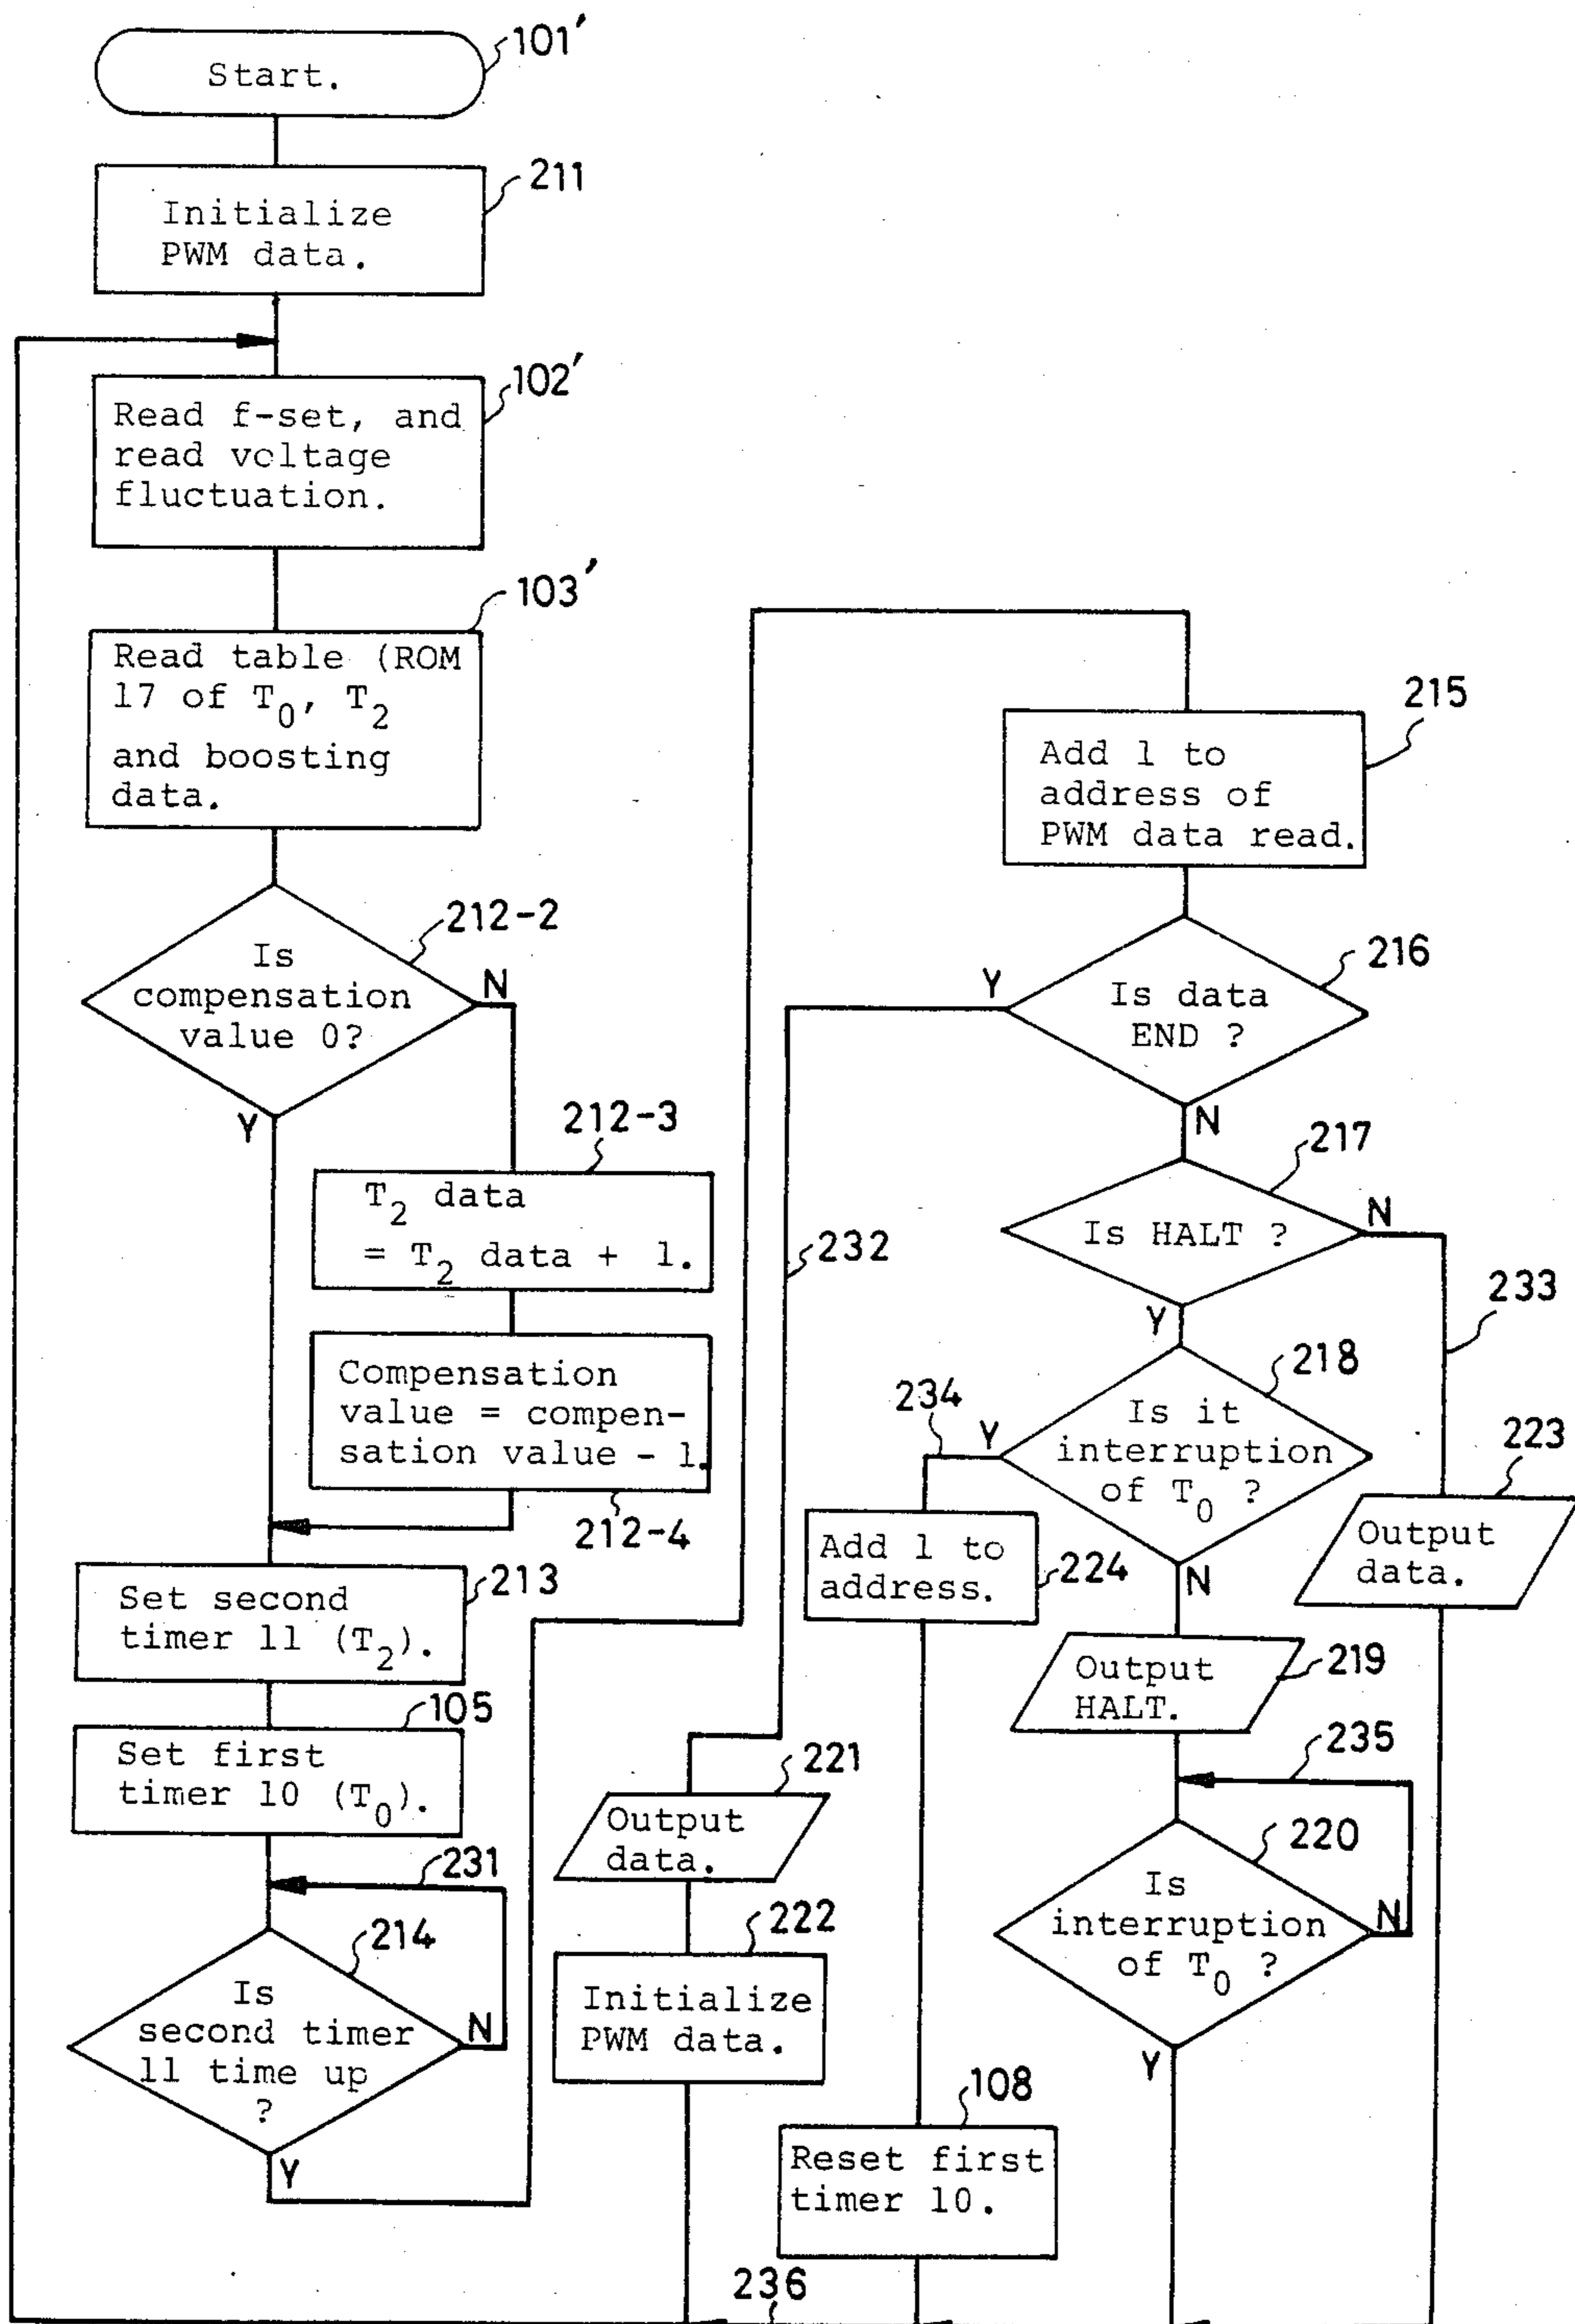 Start.
101'
Initialize
PWM data.
211
Read f-set, and
read voltage
fluctuation.
102'
Read table (ROM
17 of T0, T2
and boosting
data.
103'
Is
compensation
value 0?
212-2
N
Y
212-3
T2 data
= T2 data + 1.
Compensation
value = compen-
sation value - 1.
212-4
Set second
timer 11 (T2).
213
105
Set first
timer 10 (T0).
231
214
Is
second timer
11 time up
?
N
Y
215
Add 1 to
address of
PWM data read.
216
Is data
END ?
Y
N
232
217
Is HALT ?
N
Y
233
218
Is it
interruption
of T0 ?
234
Y
N
Add 1 to
address.
224
223
Output
data.
Output
HALT.
219
235
220
Is
interruption
of T0 ?
N
Y
221
Output
data.
222
Initialize
PWM data.
108
Reset first
timer 10.
236